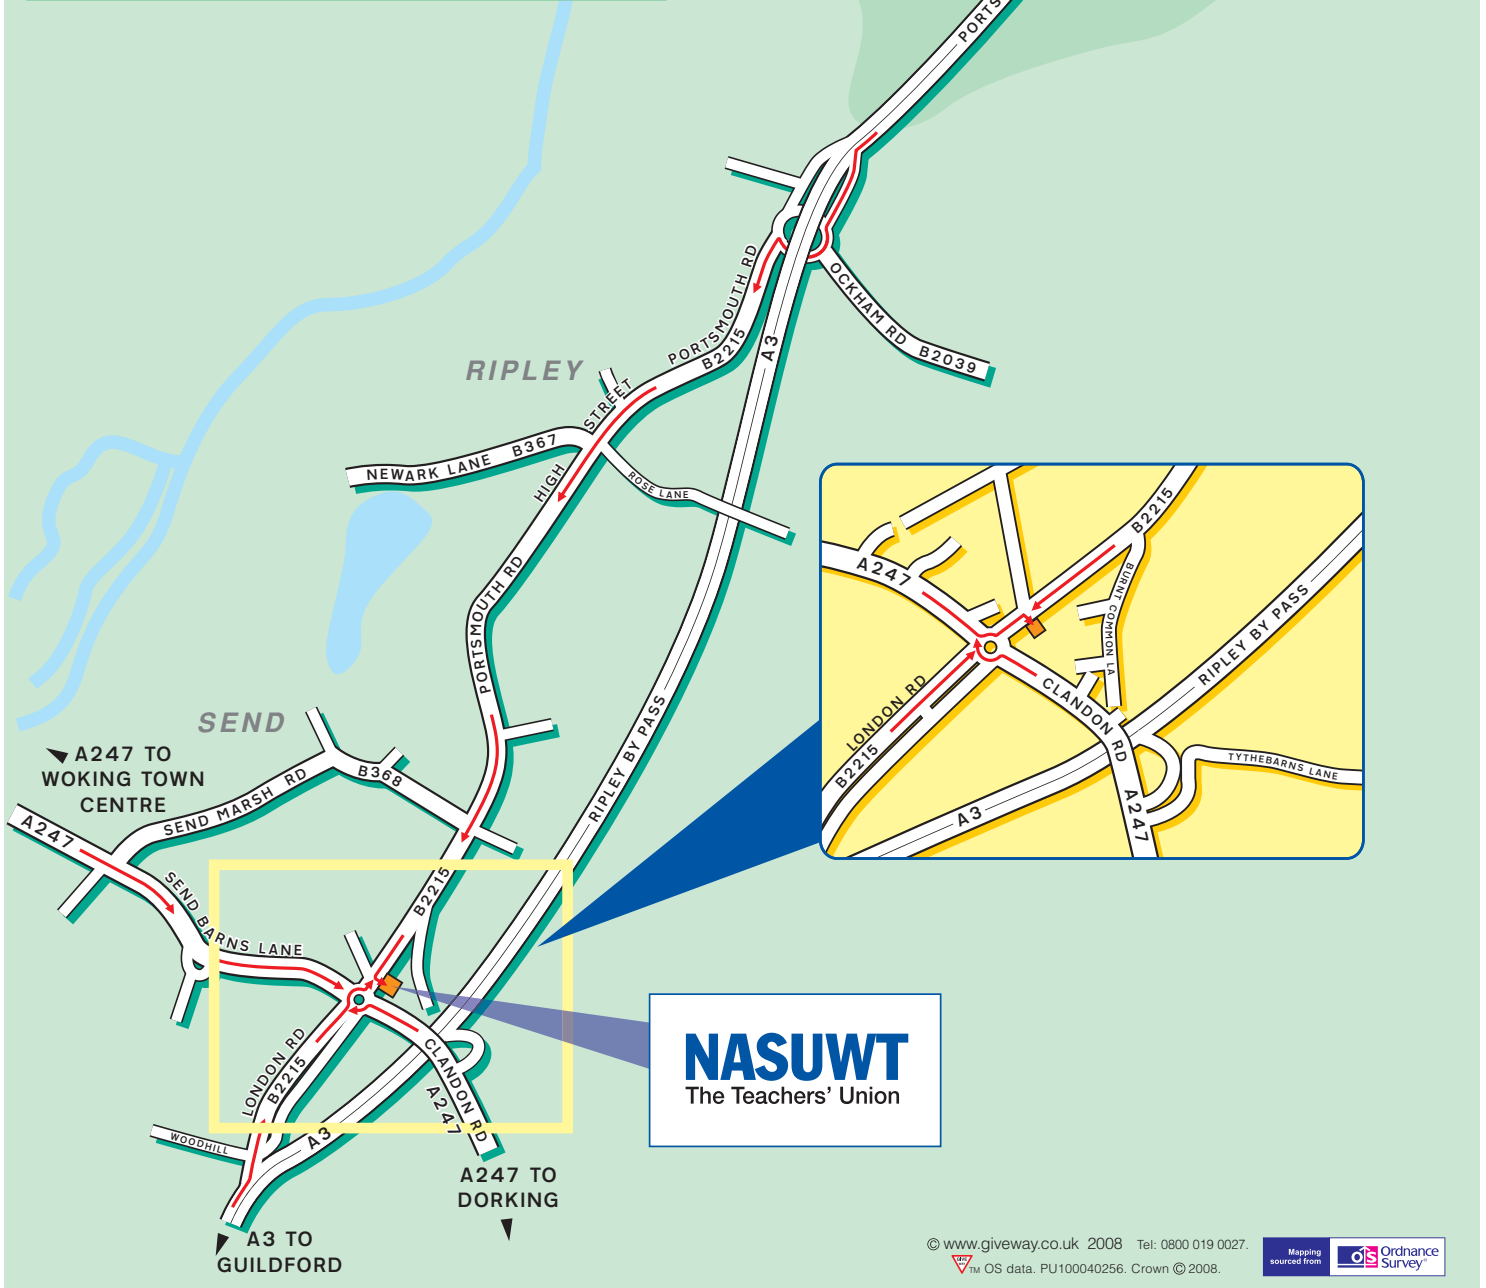 PORTS
OCKHAM RD B2039
PORTSMOUTH RD
B2215
A3
RIPLEY
HIGH STREET
NEWARK LANE B367
ROSE LANE
PORTSMOUTH RD
RIPLEY BY PASS
SEND
A247 TO
WOKING TOWN
CENTRE
SEND MARSH RD
B368
A247
SEND BARNS LANE
B2215
LONDON RD
B2215
CLANDON RD
A247
WOODHILL
A3
A247 TO
DORKING
A3 TO
GUILDFORD
B2215
A247
BURNT COMMON LA
RIPLEY BY PASS
LONDON RD
B2215
CLANDON RD
TYTHEBARNS LANE
A3
A247
NASUWT
The Teachers' Union
© www.giveway.co.uk 2008 Tel: 0800 019 0027.
GIVE WAY TM OS data. PU100040256. Crown © 2008.
Mapping
sourced from
OS Ordnance
Survey®